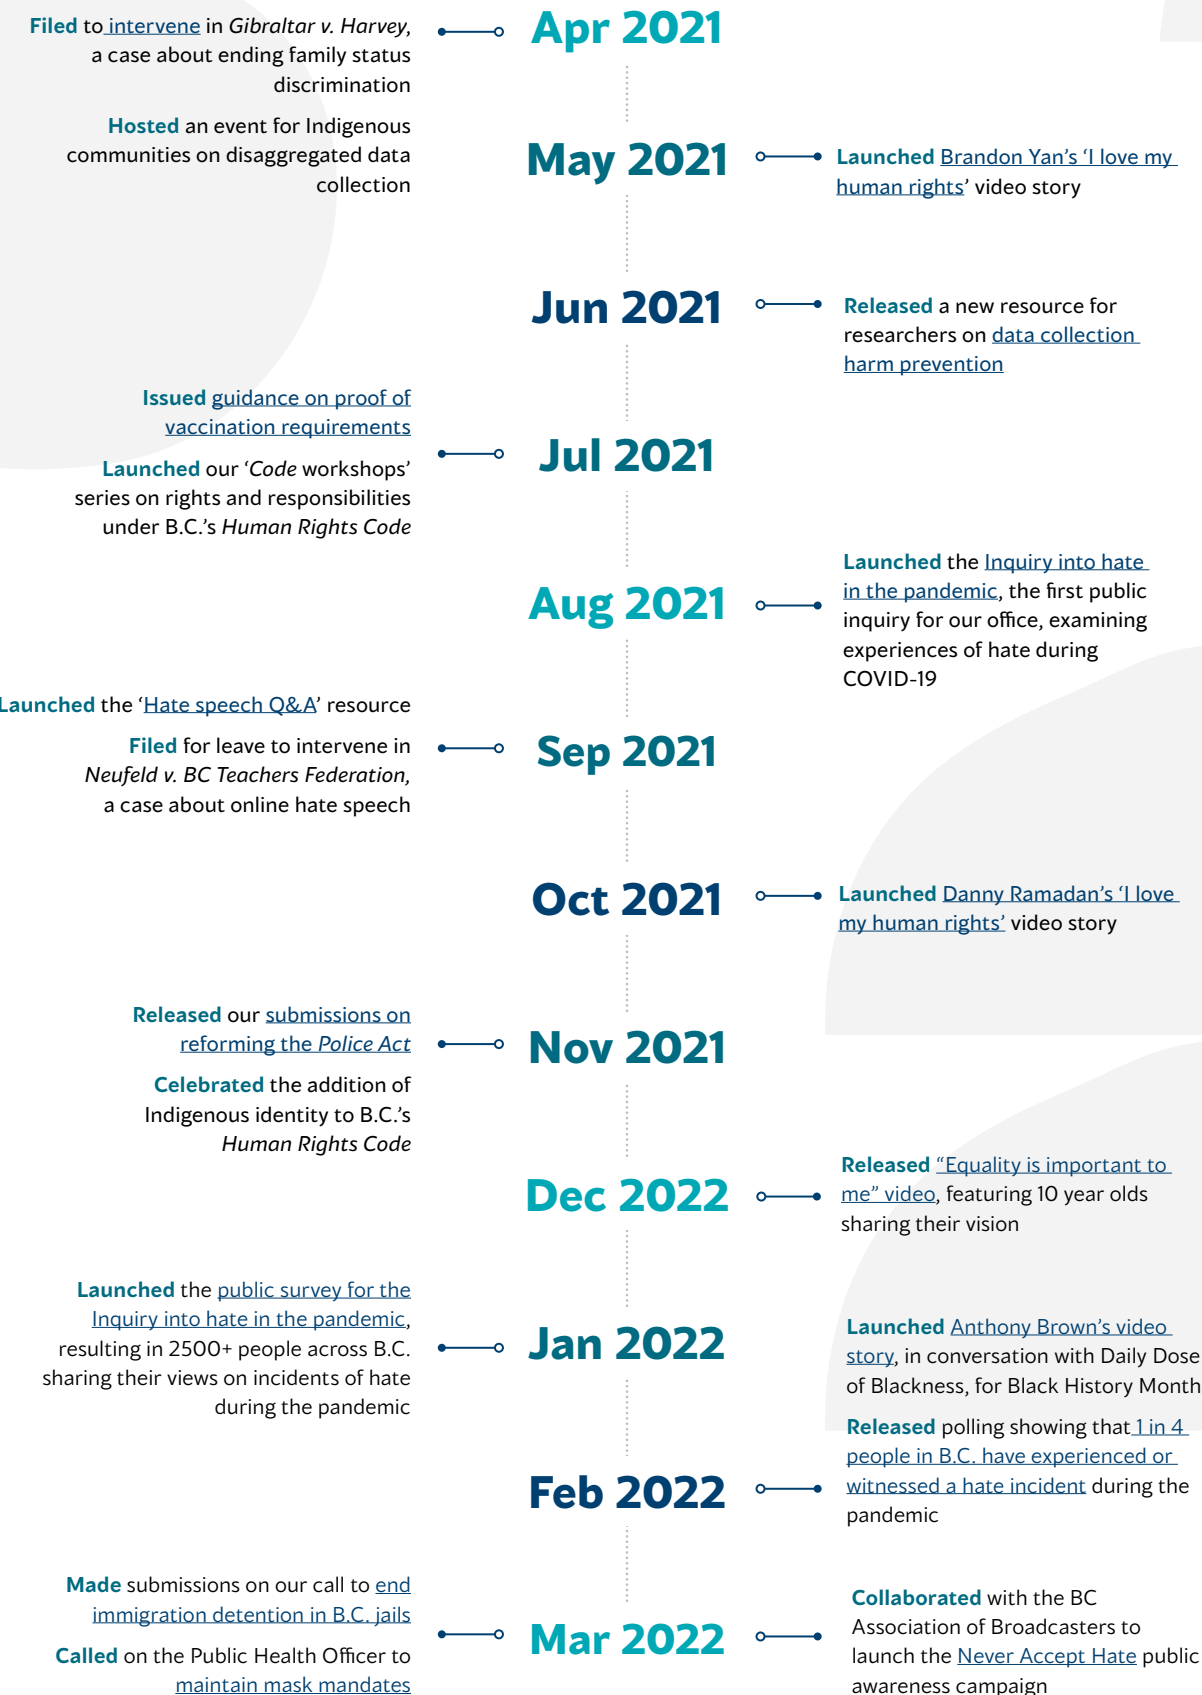 Filed to intervene in Gibraltar v. Harvey,
a case about ending family status
discrimination
Hosted an event for Indigenous
communities on disaggregated data
collection
Apr 2021
May 2021
Launched Brandon Yan's 'I love my
human rights' video story
Jun 2021
Released a new resource for
researchers on data collection
harm prevention
Issued guidance on proof of
vaccination requirements
Launched our 'Code workshops'
series on rights and responsibilities
under B.C.'s Human Rights Code
Jul 2021
Aug 2021
Launched the Inquiry into hate
in the pandemic, the first public
inquiry for our office, examining
experiences of hate during
COVID-19
Launched the 'Hate speech Q&A' resource
Filed for leave to intervene in
Neufeld v. BC Teachers Federation,
a case about online hate speech
Sep 2021
Oct 2021
Launched Danny Ramadan's 'I love
my human rights' video story
Released our submissions on
reforming the Police Act
Celebrated the addition of
Indigenous identity to B.C.'s
Human Rights Code
Nov 2021
Dec 2022
Released "Equality is important to
me" video, featuring 10 year olds
sharing their vision
Launched the public survey for the
Inquiry into hate in the pandemic,
resulting in 2500+ people across B.C.
sharing their views on incidents of hate
during the pandemic
Jan 2022
Launched Anthony Brown's video
story, in conversation with Daily Dose
of Blackness, for Black History Month
Released polling showing that 1 in 4
people in B.C. have experienced or
witnessed a hate incident during the
pandemic
Feb 2022
Made submissions on our call to end
immigration detention in B.C. jails
Called on the Public Health Officer to
maintain mask mandates
Mar 2022
Collaborated with the BC
Association of Broadcasters to
launch the Never Accept Hate public
awareness campaign